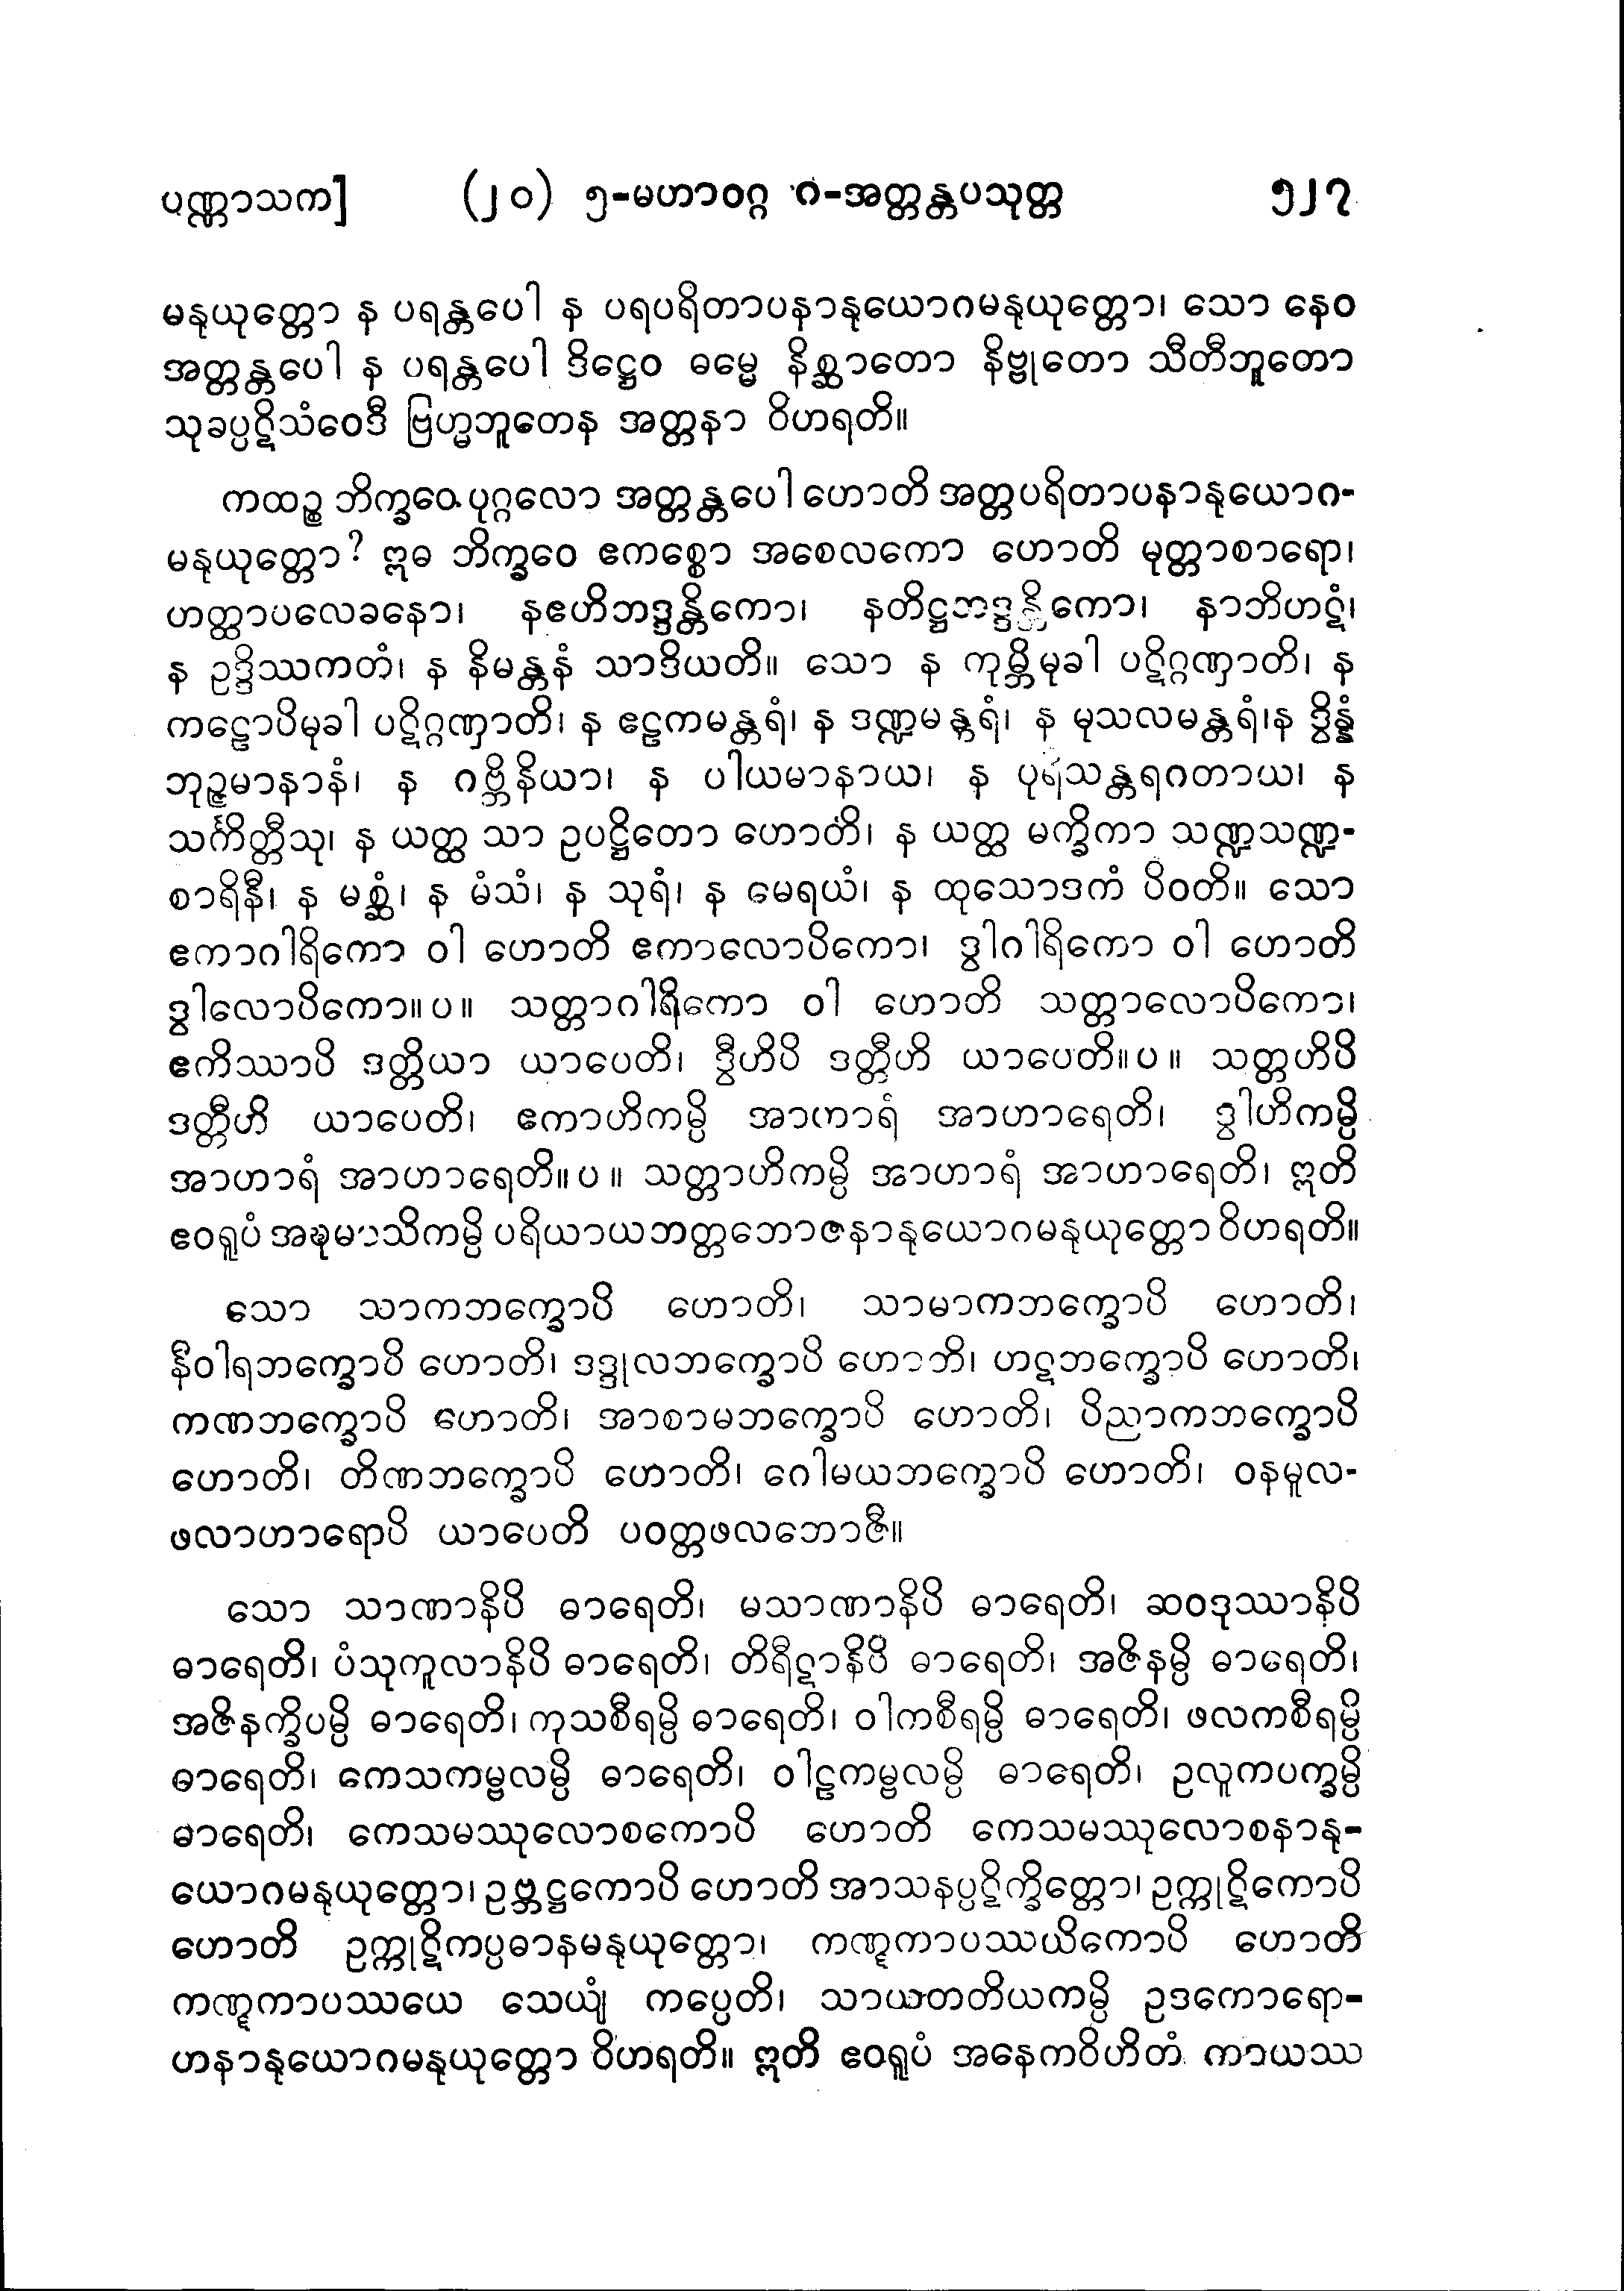 ပဏ္ဏာသက] (၂၀) ၅-မဟာဝဂ္ဂ ဂ-အတ္တန္တပသုတ္တ ၅၂၇
မနုယုတ္တော န ပရန္တပေါ န ပရပရိတာပနာနုယောဂမနုယုတ္တော၊ သော နေဝ
အတ္တန္တပေါ န ပရန္တပေါ ဒိဋ္ဌေဝ ဓမ္မေ နိစ္ဆာတော နိဗ္ဗုတော သီတီဘူတော
သုခပ္ပဋိသံဝေဒီ ဗြဟ္မဘူတေန အတ္တနာ ဝိဟရတိ။
ကထဉ္စ ဘိက္ခဝေ ပုဂ္ဂလော အတ္တန္တပေါ ဟောတိ အတ္တပရိတာပနာနုယောဂ-
မနုယုတ္တော? ဣဓ ဘိက္ခဝေ ဧကစ္စော အစေလကော ဟောတိ မုတ္တာစာရော၊
ဟတ္ထာပလေခနော၊ နဧဟိဘဒ္ဒန္တိကော၊ နတိဋ္ဌဘဒ္ဒန္တိကော၊ နာဘိဟဋံ၊
န ဥဒ္ဒိဿကတံ၊ န နိမန္တနံ သာဒိယတိ။ သော န ကုမ္ဘိမုခါ ပဋိဂ္ဂဏှာတိ၊ န
ကဠောပိမုခါ ပဋိဂ္ဂဏှာတိ၊ န ဧဠကမန္တရံ၊ န ဒဏ္ဍမန္တရံ၊ န မုသလမန္တရံ၊န ဒွိန္နံ
ဘုဉ္ဇမာနာနံ၊ န ဂဗ္ဘိနိယာ၊ န ပါယမာနာယ၊ န ပုရိသန္တရဂတာယ၊ န
သင်္ကိတ္တီသု၊ န ယတ္ထ သာ ဥပဋ္ဌိတော ဟောတိ၊ န ယတ္ထ မက္ခိကာ သဏ္ဍသဏ္ဍ-
စာရိနီ၊ န မစ္ဆံ၊ န မံသံ၊ န သုရံ၊ န မေရယံ၊ န ထုသောဒကံ ပိဝတိ။ သော
ဧကာဂါရိကော ဝါ ဟောတိ ဧကာလောပိကော၊ ဒွါဂါရိကော ဝါ ဟောတိ
ဒွါလောပိကော။ပ။ သတ္တာဂါရိကော ဝါ ဟောတိ သတ္တာလောပိကော၊
ဧကိဿာပိ ဒတ္တိယာ ယာပေတိ၊ ဒွီဟိပိ ဒတ္တီဟိ ယာပေတိ။ပ။ သတ္တဟိပိ
ဒတ္တီဟိ ယာပေတိ၊ ဧကာဟိကမ္ပိ အာဟာရံ အာဟာရေတိ၊ ဒွါဟိကမ္ပိ
အာဟာရံ အာဟာရေတိ။ပ။ သတ္တာဟိကမ္ပိ အာဟာရံ အာဟာရေတိ၊ ဣတိ
ဧဝရူပံ အဍ္ဎမာသိကမ္ပိ ပရိယာယဘတ္တဘောဇနာနုယောဂမနုယုတ္တော ဝိဟရတိ။
သော သာကဘက္ခောပိ ဟောတိ၊ သာမာကဘက္ခောပိ ဟောတိ၊
နီဝါရဘက္ခောပိ ဟောတိ၊ ဒဒ္ဒုလဘက္ခောပိ ဟောတိ၊ ဟဋဘက္ခောပိ ဟောတိ၊
ကဏဘက္ခောပိ ဟောတိ၊ အာစာမဘက္ခောပိ ဟောတိ၊ ပိညာကဘက္ခောပိ
ဟောတိ၊ တိဏဘက္ခောပိ ဟောတိ၊ ဂေါမယဘက္ခောပိ ဟောတိ၊ ဝနမူလ-
ဖလာဟာရောပိ ယာပေတိ ပဝတ္တဖလဘောဇီ။
သော သာဏာနိပိ ဓာရေတိ၊ မသာဏာနိပိ ဓာရေတိ၊ ဆဝဒုဿာနိပိ
ဓာရေတိ၊ ပံသုကူလာနိပိ ဓာရေတိ၊ တိရီဋာနိပိ ဓာရေတိ၊ အဇိနမ္ပိ ဓာရေတိ၊
အဇိနက္ခိပမ္ပိ ဓာရေတိ၊ ကုသစီရမ္ပိ ဓာရေတိ၊ ဝါကစီရမ္ပိ ဓာရေတိ၊ ဖလကစီရမ္ပိ
ဓာရေတိ၊ ကေသကမ္ဗလမ္ပိ ဓာရေတိ၊ ဝါဠကမ္ဗလမ္ပိ ဓာရေတိ၊ ဥလူကပက္ခမ္ပိ
ဓာရေတိ၊ ကေသမဿုလောစကောပိ ဟောတိ ကေသမဿုလောစနာနု-
ယောဂမနုယုတ္တော၊ ဥဗ္ဘဋ္ဌကောပိ ဟောတိ အာသနပ္ပဋိက္ခိတ္တော၊ ဥက္ကုဋိကောပိ
ဟောတိ ဥက္ကုဋိကပ္ပဓာနမနုယုတ္တော၊ ကဏ္ဋကာပဿယိကောပိ ဟောတိ
ကဏ္ဋကာပဿယေ သေယျံ ကပ္ပေတိ၊ သာယတတိယကမ္ပိ ဥဒကောရော-
ဟနာနုယောဂမနုယုတ္တော ဝိဟရတိ။ ဣတိ ဧဝရူပံ အနေကဝိဟိတံ ကာယဿ